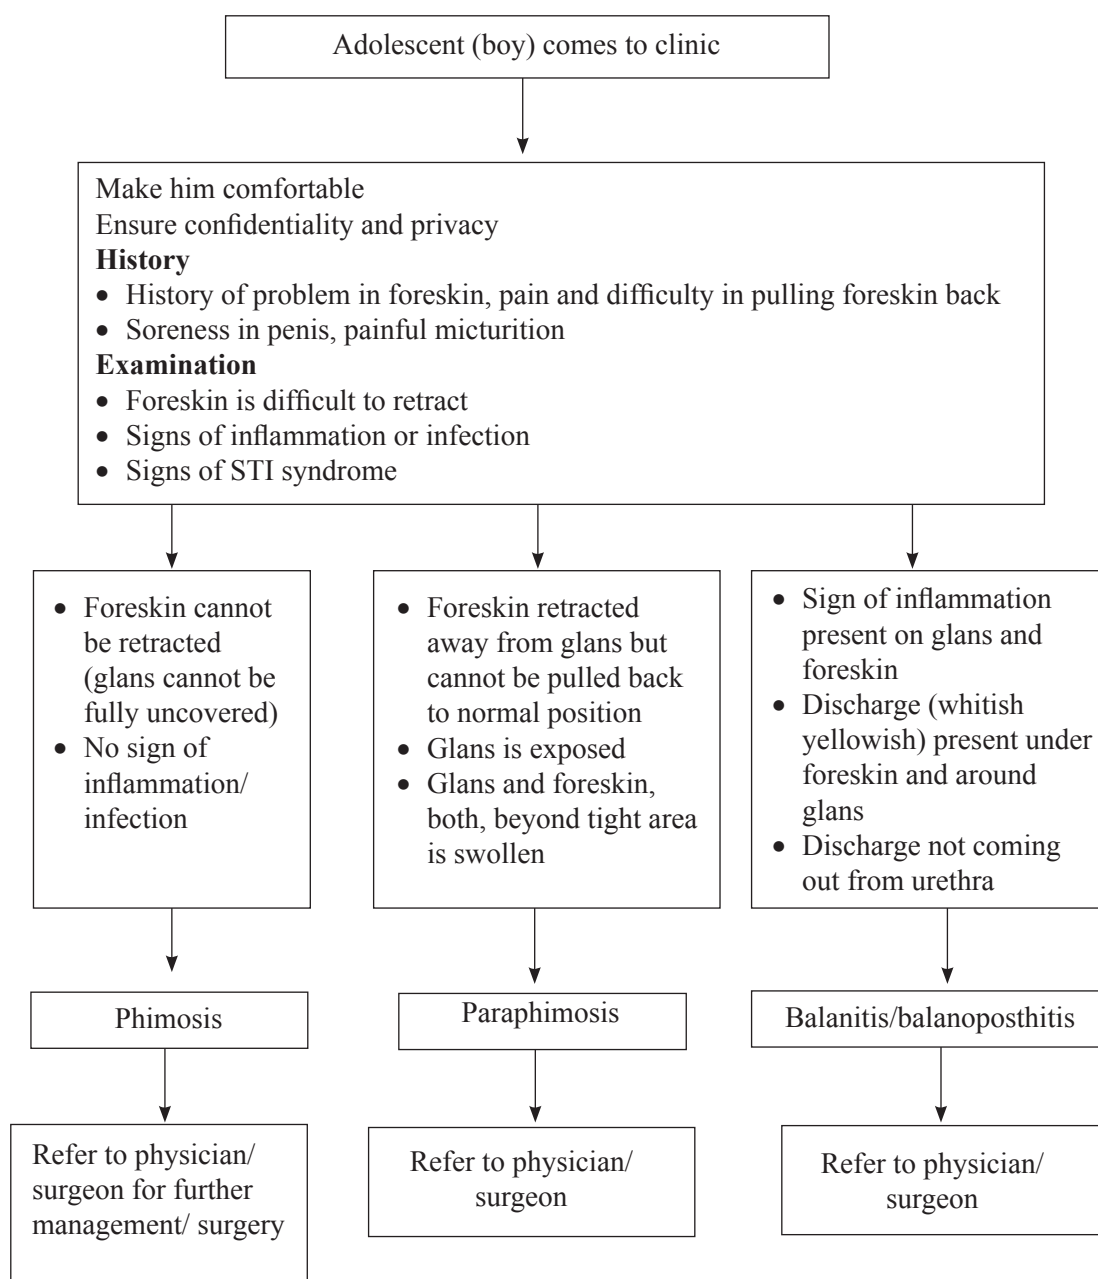 Adolescent (boy) comes to clinic
Make him comfortable
Ensure confidentiality and privacy
History
• History of problem in foreskin, pain and difficulty in pulling foreskin back
• Soreness in penis, painful micturition
Examination
• Foreskin is difficult to retract
• Signs of inflammation or infection
• Signs of STI syndrome
• Foreskin cannot
be retracted
(glans cannot be
fully uncovered)
• No sign of
inflammation/
infection
• Foreskin retracted
away from glans but
cannot be pulled back
to normal position
• Glans is exposed
• Glans and foreskin,
both, beyond tight area
is swollen
• Sign of inflammation
present on glans and
foreskin
• Discharge (whitish
yellowish) present under
foreskin and around
glans
• Discharge not coming
out from urethra
Phimosis
Paraphimosis
Balanitis/balanoposthitis
Refer to physician/
surgeon for further
management/ surgery
Refer to physician/
surgeon
Refer to physician/
surgeon